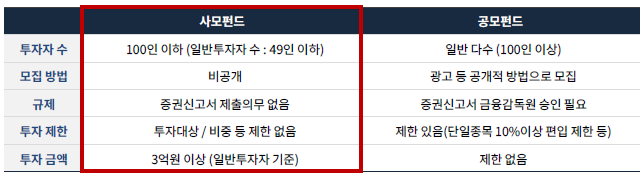 사모펀드 공모펀드
투자자 수 100인 이하 (일반투자자 수 : 49인 이하) 일반 다수 (100인 이상)
모집 방법 비공개 광고 등 공개적 방법으로 모집
규제 증권신고서 제출의무 없음 증권신고서 금융감독원 승인 필요
투자 제한 투자대상 / 비중 등 제한 없음 제한 있음(단일종목 10%이상 편입 제한 등)
투자 금액 3억원 이상 (일반투자자 기준) 제한 없음